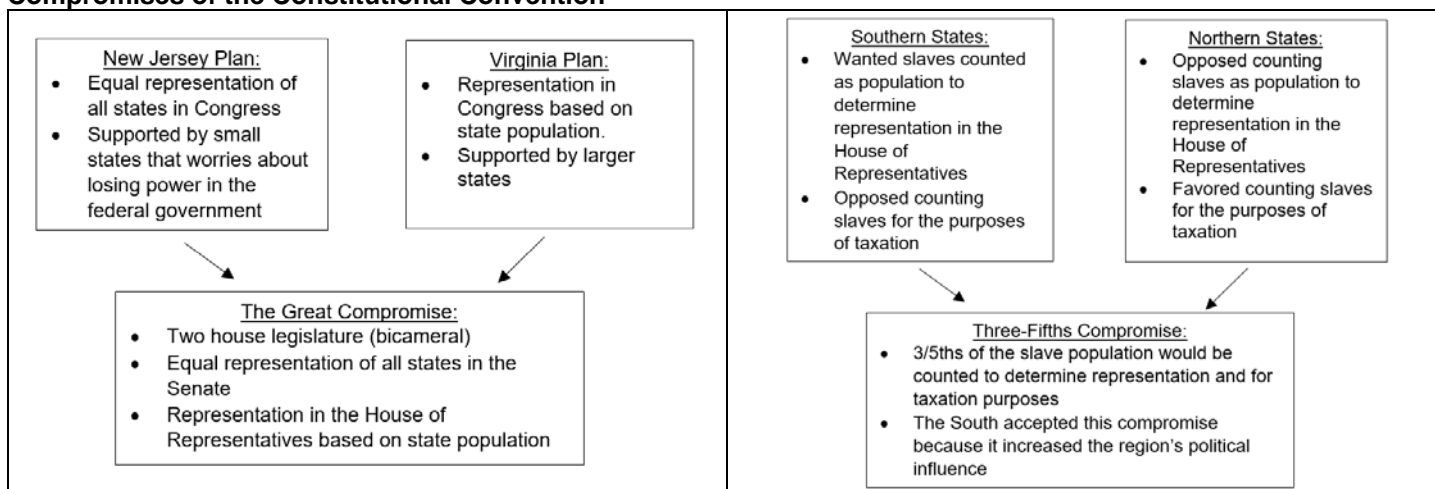 Compromises of the Constitutional Convention
New Jersey Plan:
• Equal representation of
all states in Congress
• Supported by small
states that worries about
losing power in the
federal government
Virginia Plan:
• Representation in
Congress based on
state population.
• Supported by larger
states
The Great Compromise:
• Two house legislature (bicameral)
• Equal representation of all states in the
Senate
• Representation in the House of
Representatives based on state population
Southern States:
• Wanted slaves counted
as population to
determine
representation in the
House of
Representatives
• Opposed counting
slaves for the purposes
of taxation
Northern States:
• Opposed counting
slaves as population to
determine
representation in the
House of
Representatives
• Favored counting slaves
for the purposes of
taxation
Three-Fifths Compromise:
• 3/5ths of the slave population would be
counted to determine representation and for
taxation purposes
• The South accepted this compromise
because it increased the region's political
influence